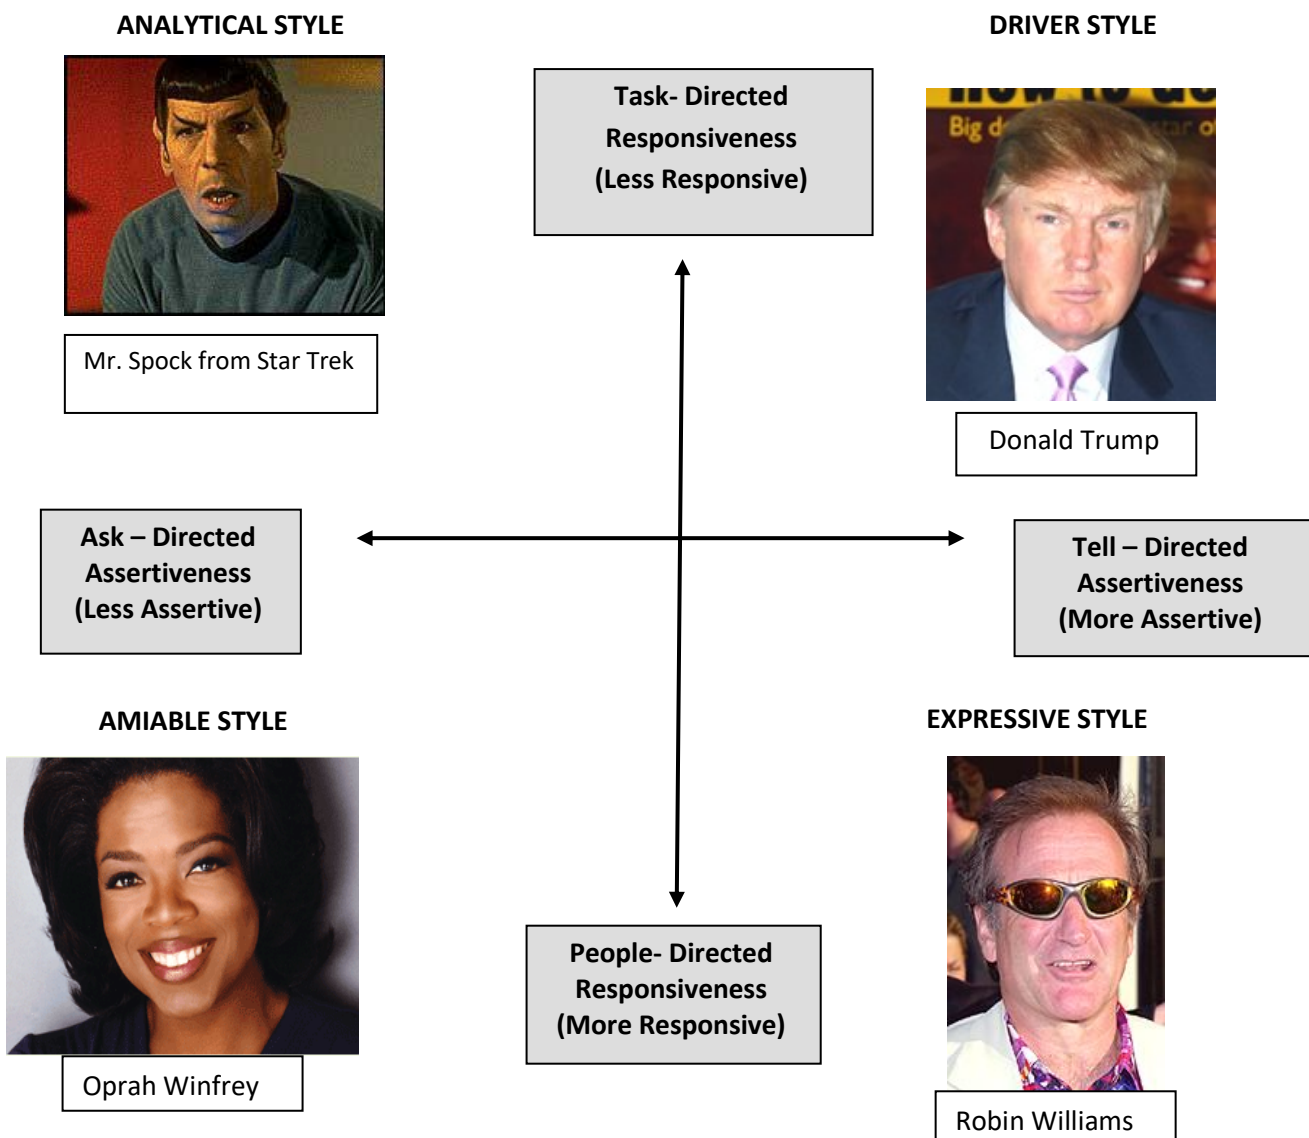 ANALYTICAL STYLE
DRIVER STYLE
Task- Directed
Responsiveness
(Less Responsive)
Big d
star of
Mr. Spock from Star Trek
Donald Trump
Ask – Directed
Assertiveness
(Less Assertive)
Tell – Directed
Assertiveness
(More Assertive)
AMIABLE STYLE
EXPRESSIVE STYLE
People- Directed
Responsiveness
(More Responsive)
Oprah Winfrey
Robin Williams